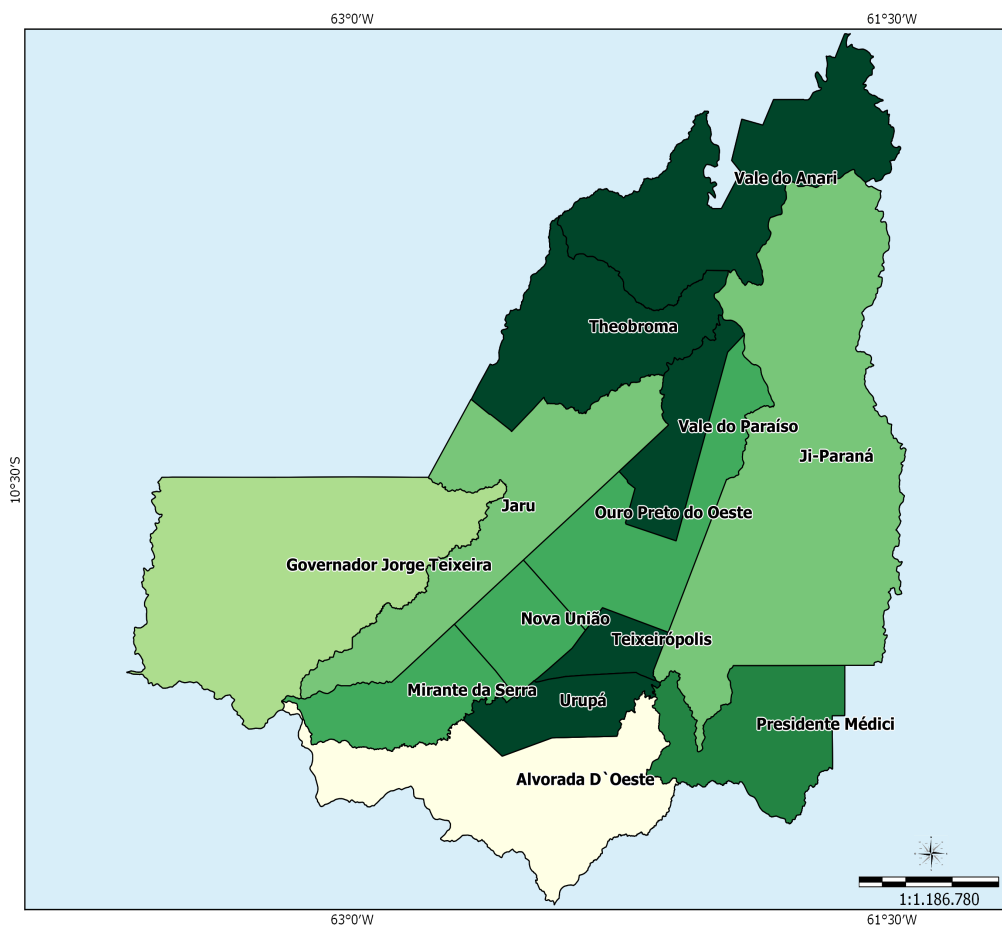 63°0'W
61°30'W
Vale do Anari
Theobroma
Vale do Paraíso
Ji-Paraná
10°30'S
Jaru
Ouro Preto do Oeste
Governador Jorge Teixeira
Nova União
Teixeirópolis
Mirante da Serra
Urupá
Presidente Médici
Alvorada D`Oeste
1:1.186.780
63°0'W
61°30'W